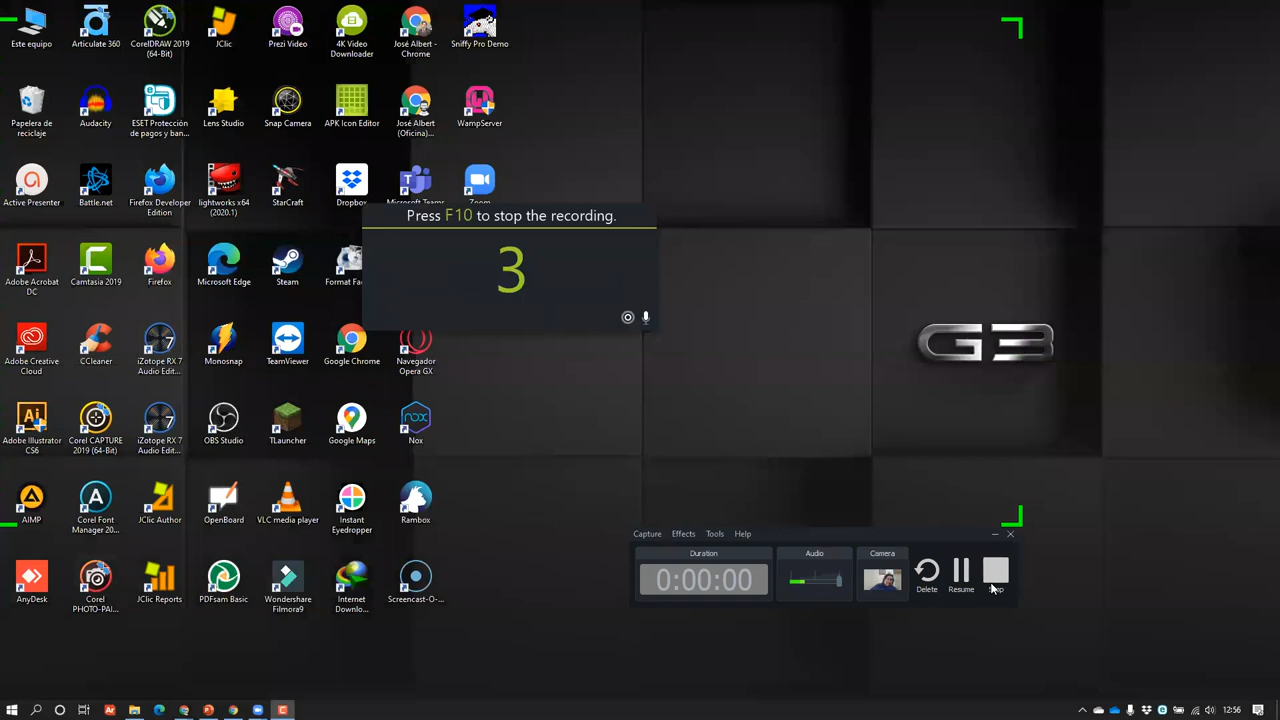 Este equipo
Articulate 360
CorelDRAW 2019
(64-Bit)
JClic
Prezi Video
4K Video
Downloader
José Albert -
Chrome
Sniffy Pro Demo
Papelera de
reciclaje
Audacity
ESET Protección
de pagos y ban...
Lens Studio
Snap Camera
APK Icon Editor
José Albert
(Oficina)...
WampServer
Active Presenter
Battle.net
Firefox Developer
Edition
lightworks x64
(2020.1)
StarCraft
Dropbox
Microsoft Teams
Zoom
Press F10 to stop the recording.
3
Adobe Acrobat
DC
Camtasia 2019
Firefox
Microsoft Edge
Steam
Adobe Creative
Cloud
CCleaner
iZotope RX 7
Audio Edit...
Monosnap
TeamViewer
Google Chrome
Navegador
Opera GX
G3
Ai
Adobe Illustrator
CS6
Corel CAPTURE
2019 (64-Bit)
7
iZotope RX 7
Audio Edit...
OBS Studio
TLauncher
Google Maps
nox
Nox
AIMP
Corel Font
Manager 20...
JClic Author
OpenBoard
VLC media player
Instant
Eyedropper
Rambox
AnyDesk
Corel
PHOTO-PAI...
JClic Reports
PDFsam Basic
Wondershare
Filmora9
Internet
Downlo...
Screencast-O-...
Capture Effects Tools Help
Duration
0:00:00
Audio
Camera
Delete
Resume
12:56